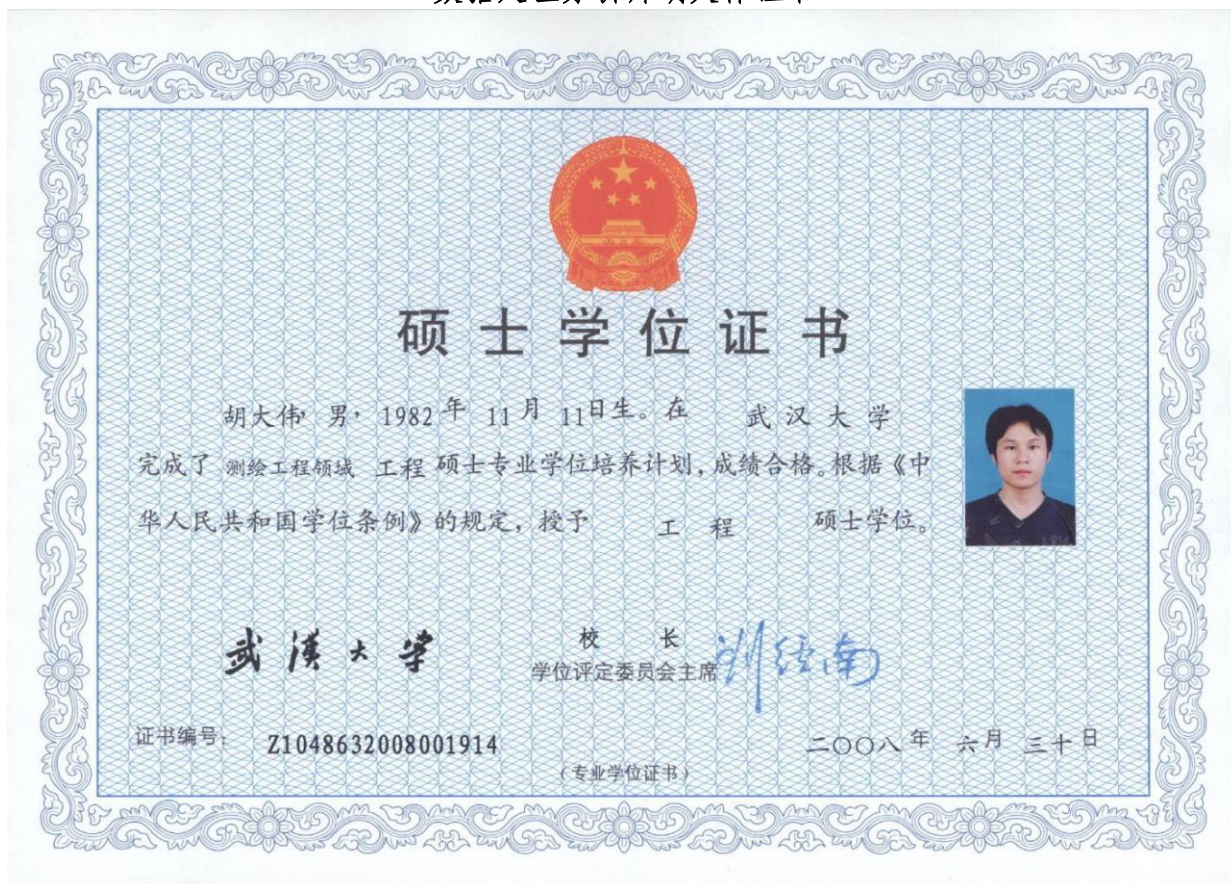 硕士学位证书
胡大伟，男，1982年 11月 11日生。在 武汉大学
完成了 测绘工程领域 工程 硕士专业学位培养计划，成绩合格。根据《中
华人民共和国学位条例》的规定，授予 工 程 硕士学位。
武漢大学
校 长
学位评定委员会主席 刘经南
证书编号： Z1048632008001914
二〇〇八年 六月 三十日
（专业学位证书）